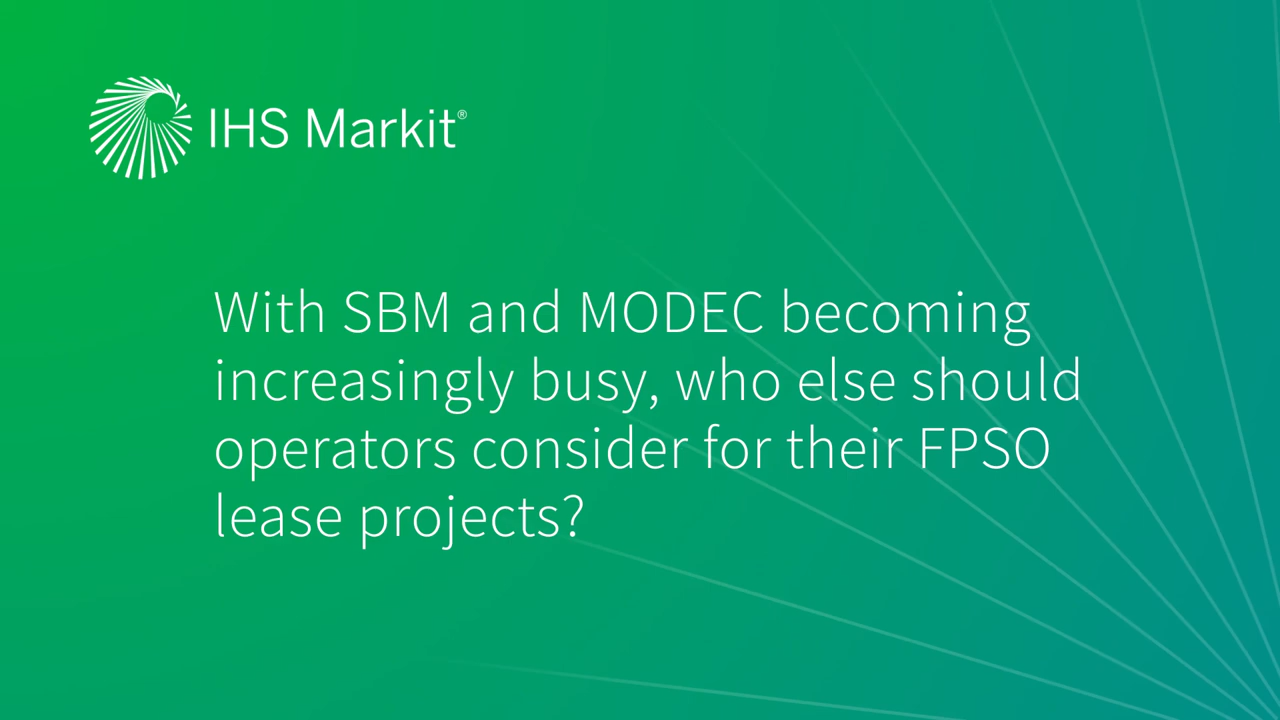 IHS Markit®
With SBM and MODEC becoming
increasingly busy, who else should
operators consider for their FPSO
lease projects?